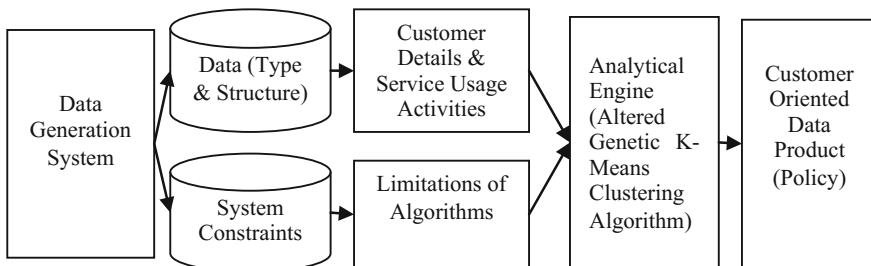 Data
Generation
System
Data (Type
& Structure)
Customer
Details &
Service Usage
Activities
System
Constraints
Limitations of
Algorithms
Analytical
Engine
(Altered
Genetic K-
Means
Clustering
Algorithm)
Customer
Oriented
Data
Product
(Policy)